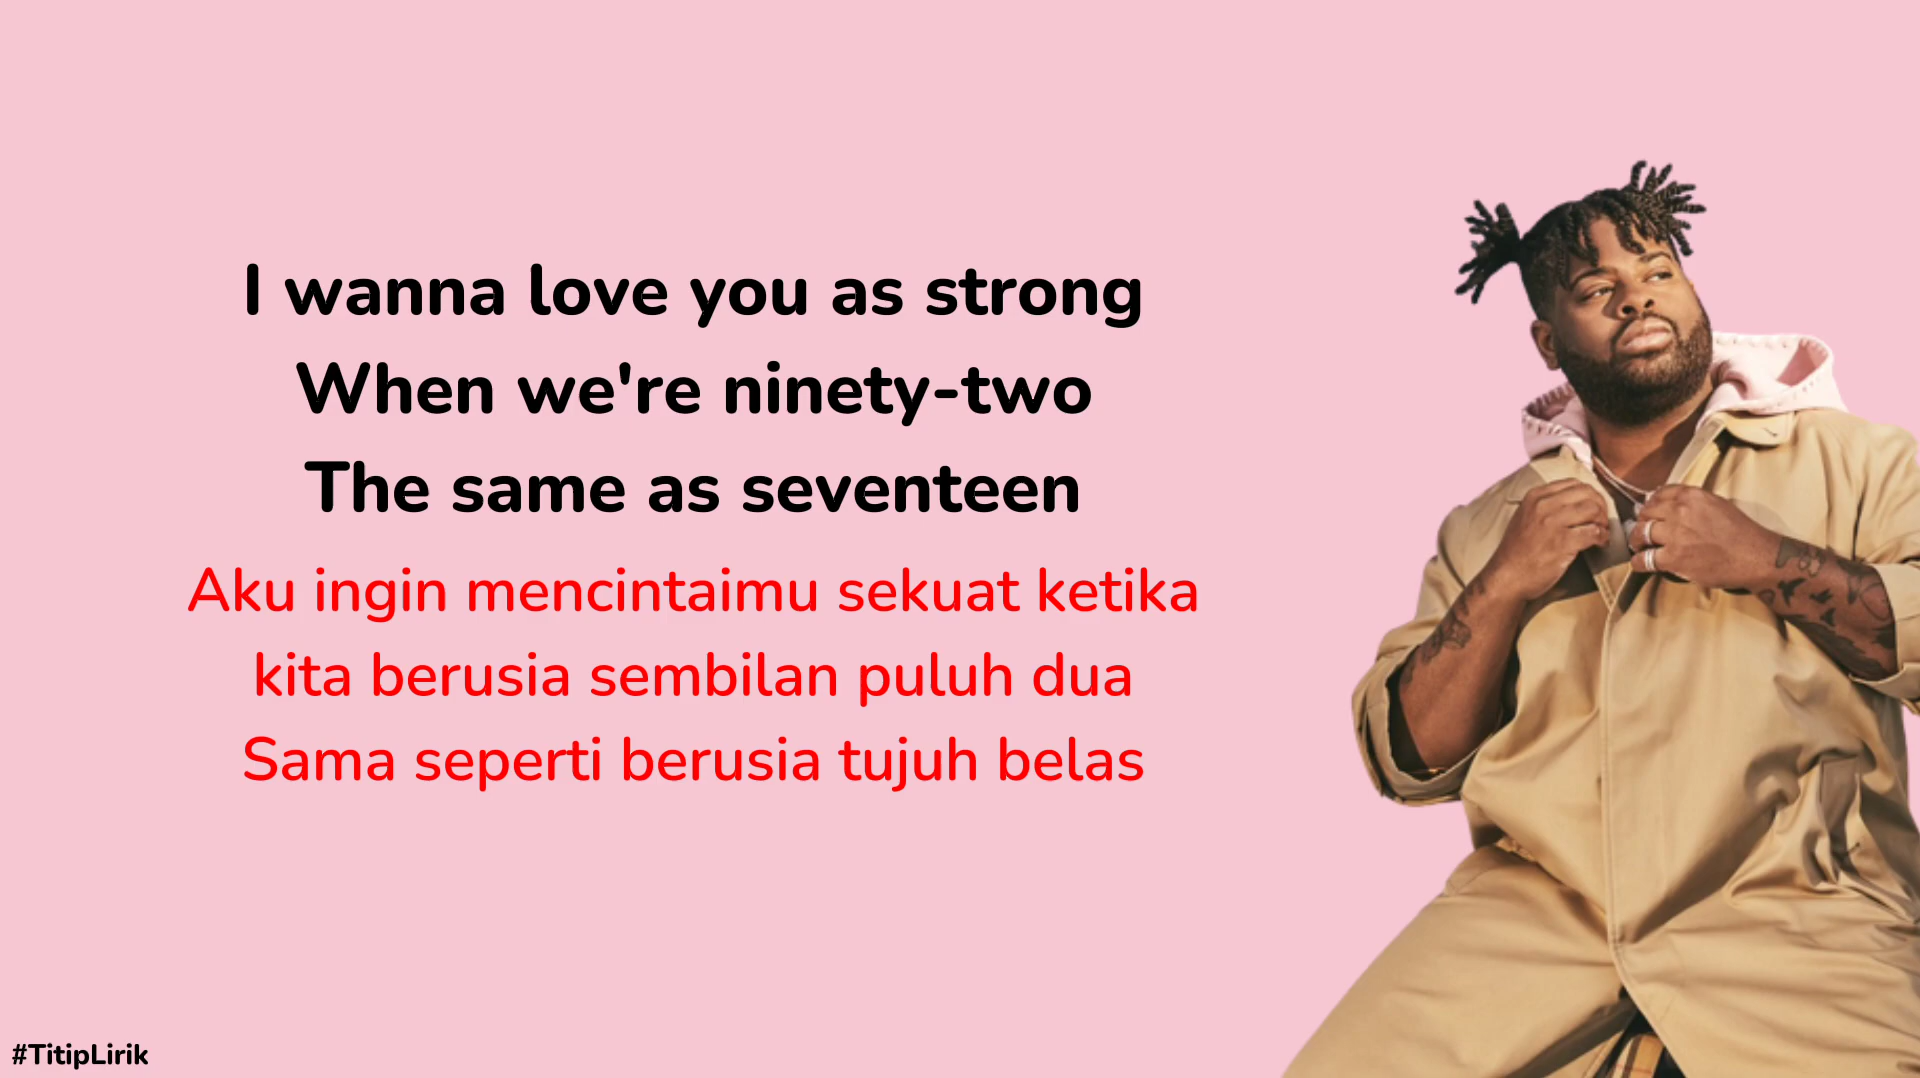 I wanna love you as strong
When we're ninety-two
The same as seventeen
Aku ingin mencintaimu sekuat ketika
kita berusia sembilan puluh dua
Sama seperti berusia tujuh belas
#TitipLirik